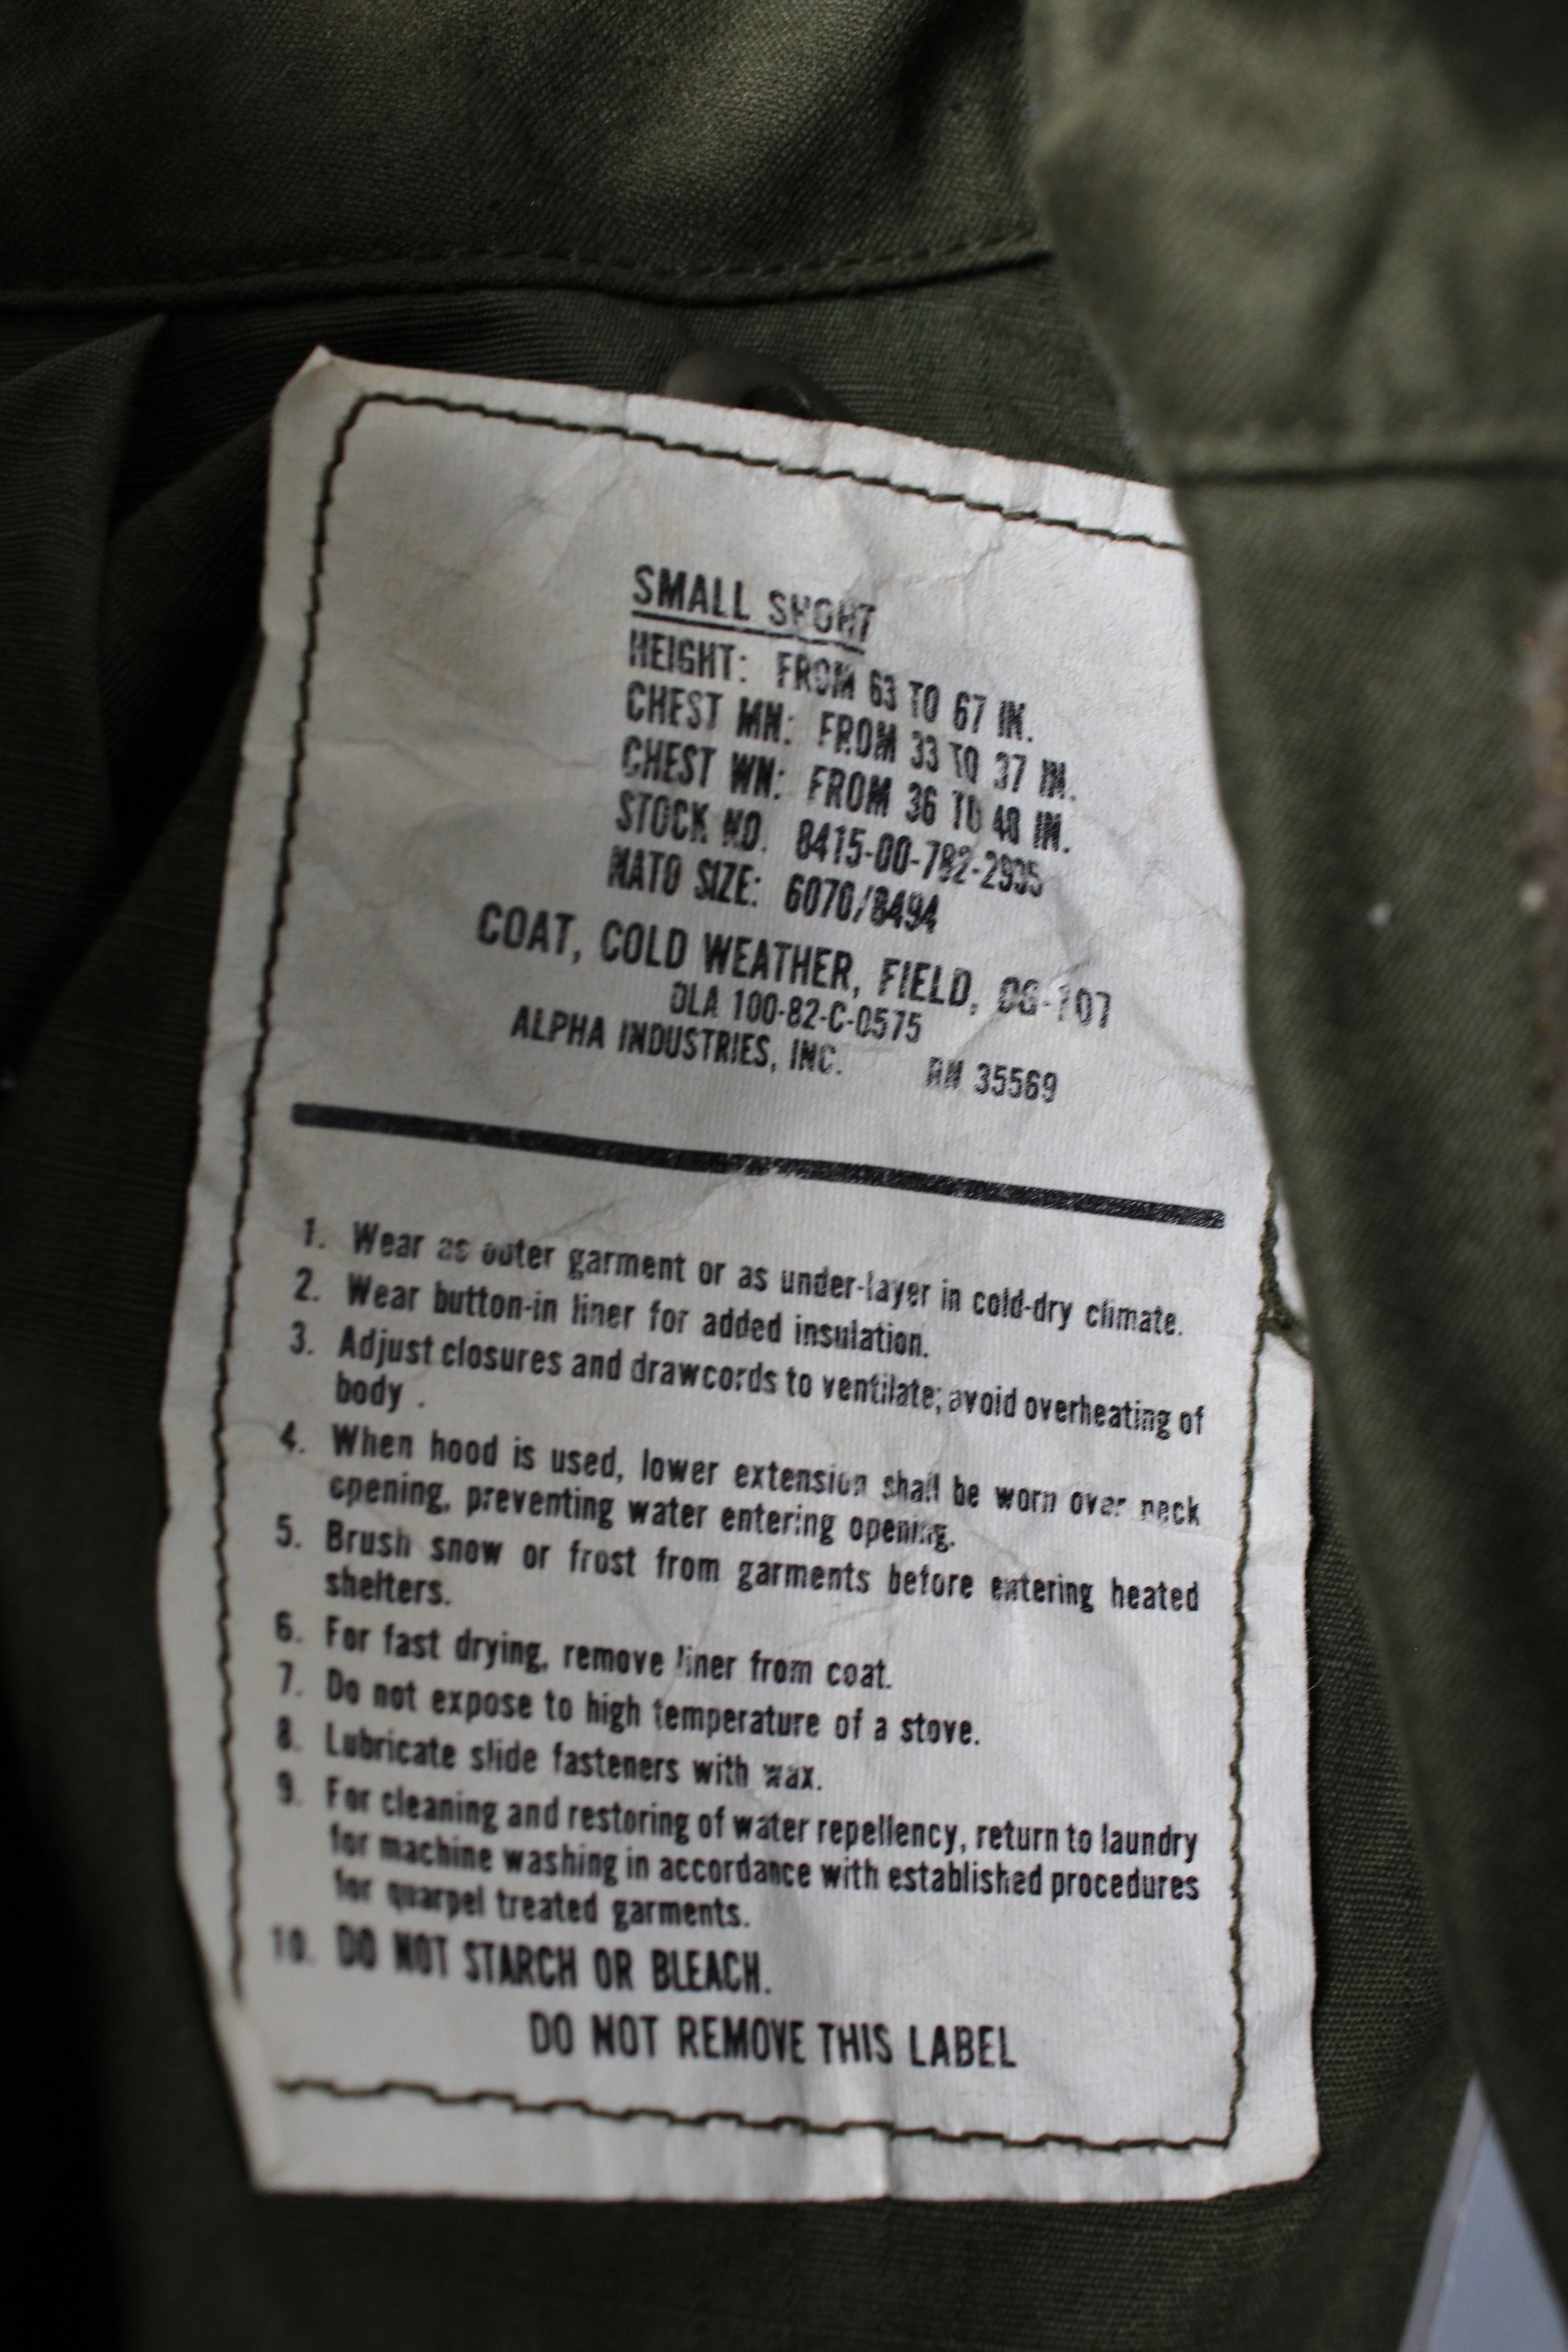 SMALL SHORT
HEIGHT: FROM 63 TO 67 IN.
CHEST MN: FROM 33 TO 37 IN.
CHEST WN: FROM 36 TO 40 IN.
STOCK NO. 8415-00-782-2935
NATO SIZE: 6070/8494
COAT, COLD WEATHER, FIELD, OG-107
DLA 100-82-C-0575
ALPHA INDUSTRIES, INC. RN 35569
1. Wear as outer garment or as under-layer in cold-dry climate.
2. Wear button-in liner for added insulation.
3. Adjust closures and drawcords to ventilate; avoid overheating of
body .
4. When hood is used, lower extension shall be worn over neck
opening, preventing water entering opening.
5. Brush snow or frost from garments before entering heated
shelters.
6. For fast drying, remove liner from coat.
7. Do not expose to high temperature of a stove.
8. Lubricate slide fasteners with wax.
9. For cleaning and restoring of water repellency, return to laundry
for machine washing in accordance with established procedures
for quarpel treated garments.
10. DO NOT STARCH OR BLEACH.
DO NOT REMOVE THIS LABEL